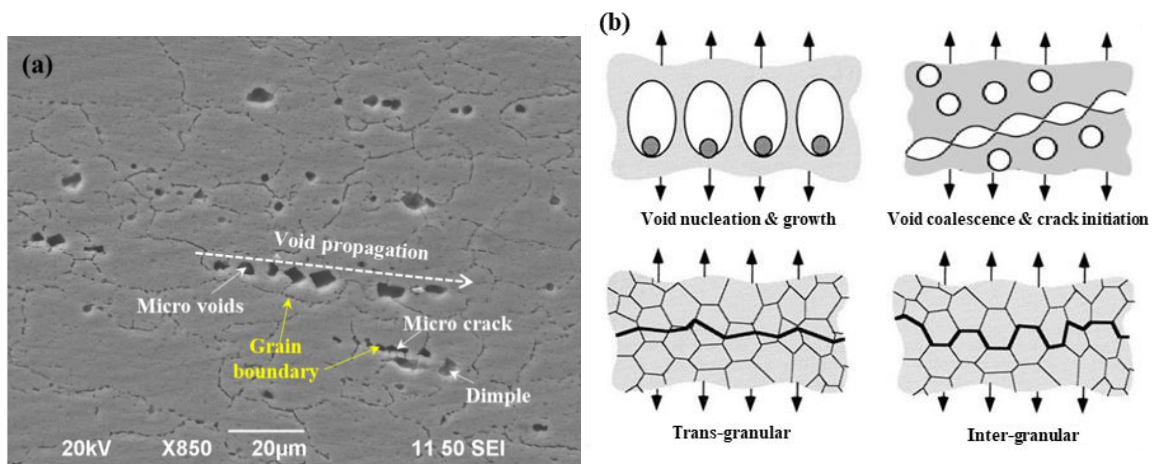 (a)
Void propagation
Micro voids
Micro crack
Grain
boundary
Dimple
20kV X850 20µm 11 50 SEI
(b)
Void nucleation & growth
Void coalescence & crack initiation
Trans-granular
Inter-granular